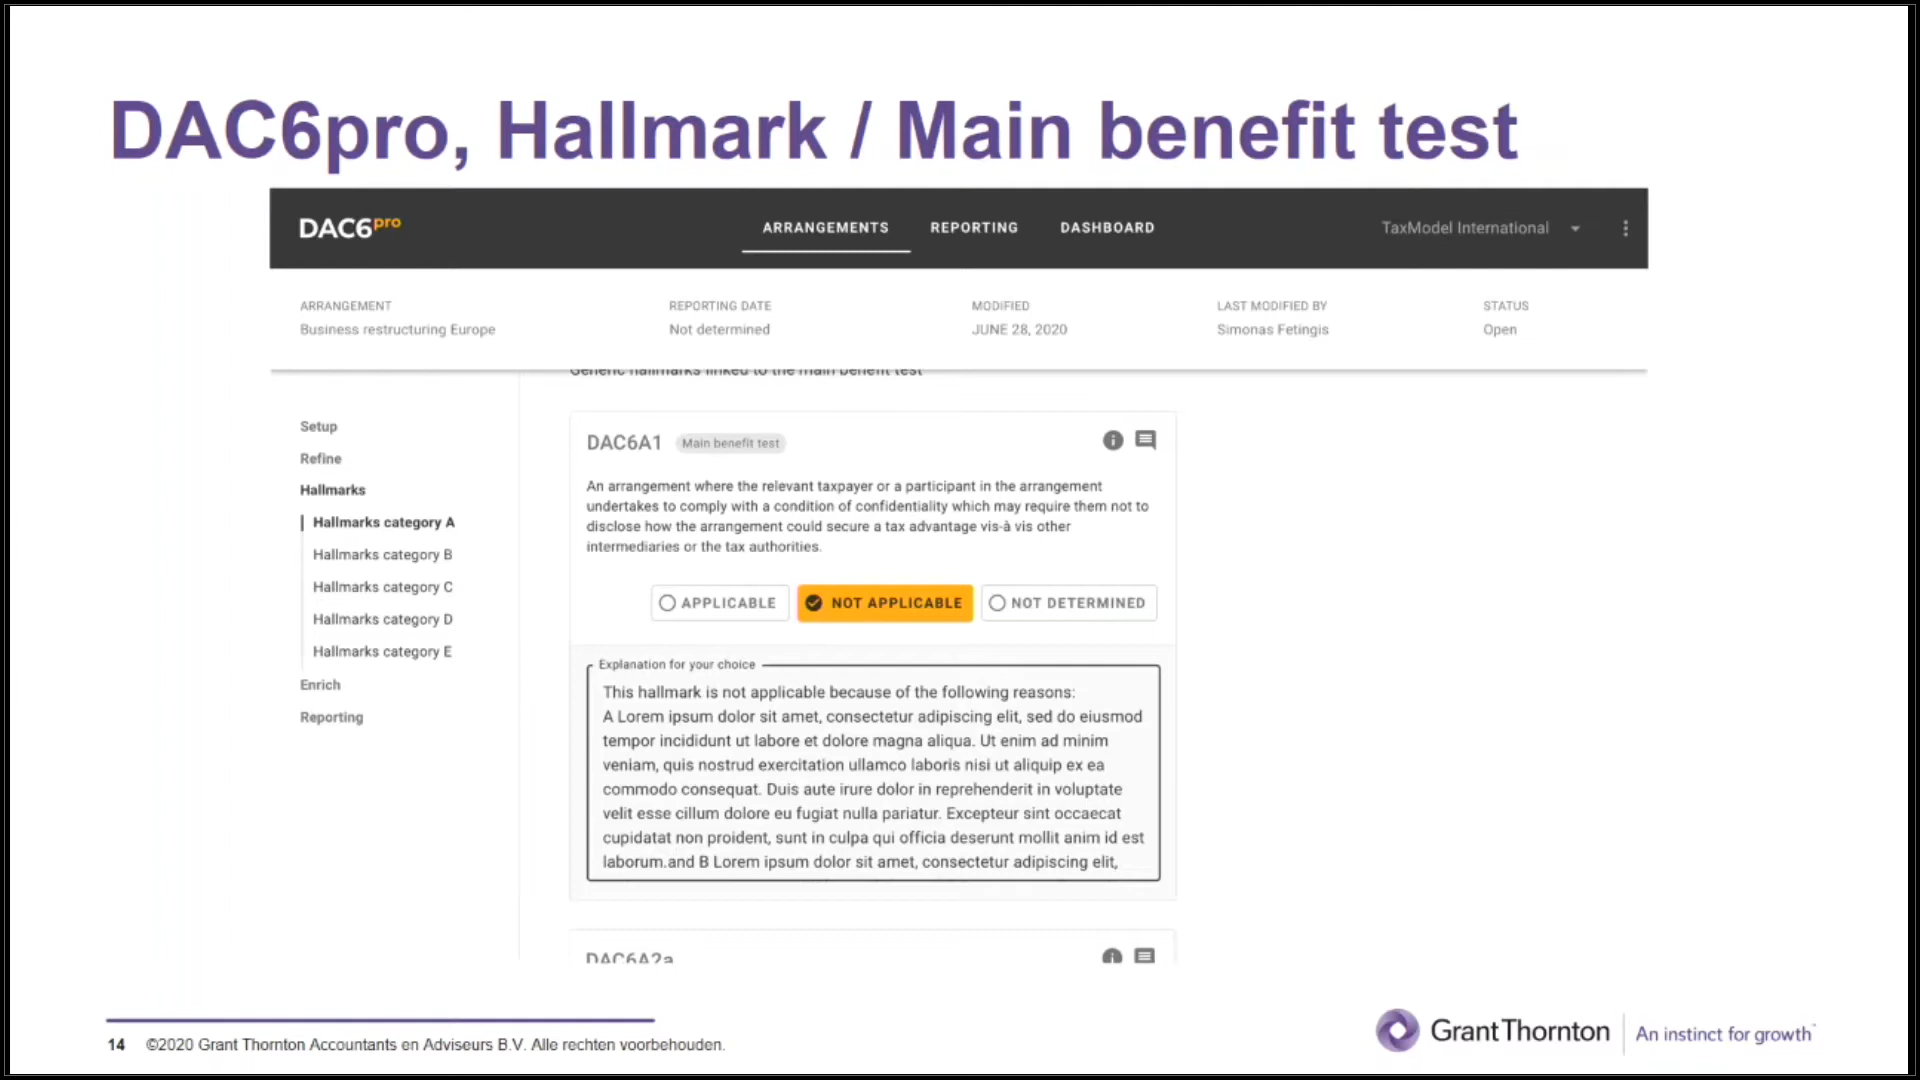 DAC6pro, Hallmark / Main benefit test
DAC6pro
ARRANGEMENTS
REPORTING
DASHBOARD
TaxModel International
ARRANGEMENT
REPORTING DATE
MODIFIED
LAST MODIFIED BY
STATUS
Business restructuring Europe
Not determined
JUNE 28, 2020
Simonas Fetingis
Open
Generic hallmarks linked to the main benefit test
Setup
Refine
Hallmarks
Hallmarks category A
Hallmarks category B
Hallmarks category C
Hallmarks category D
Hallmarks category E
Enrich
Reporting
DAC6A1
Main benefit test
An arrangement where the relevant taxpayer or a participant in the arrangement
undertakes to comply with a condition of confidentiality which may require them not to
disclose how the arrangement could secure a tax advantage vis-à vis other
intermediaries or the tax authorities.
APPLICABLE
NOT APPLICABLE
NOT DETERMINED
Explanation for your choice
This hallmark is not applicable because of the following reasons:
A Lorem ipsum dolor sit amet, consectetur adipiscing elit, sed do eiusmod
tempor incididunt ut labore et dolore magna aliqua. Ut enim ad minim
veniam, quis nostrud exercitation ullamco laboris nisi ut aliquip ex ea
commodo consequat. Duis aute irure dolor in reprehenderit in voluptate
velit esse cillum dolore eu fugiat nulla pariatur. Excepteur sint occaecat
cupidatat non proident, sunt in culpa qui officia deserunt mollit anim id est
laborum.and B Lorem ipsum dolor sit amet, consectetur adipiscing elit,
DAC6A2a
14
©2020 Grant Thornton Accountants en Adviseurs B.V. Alle rechten voorbehouden.
GrantThornton
An instinct for growth